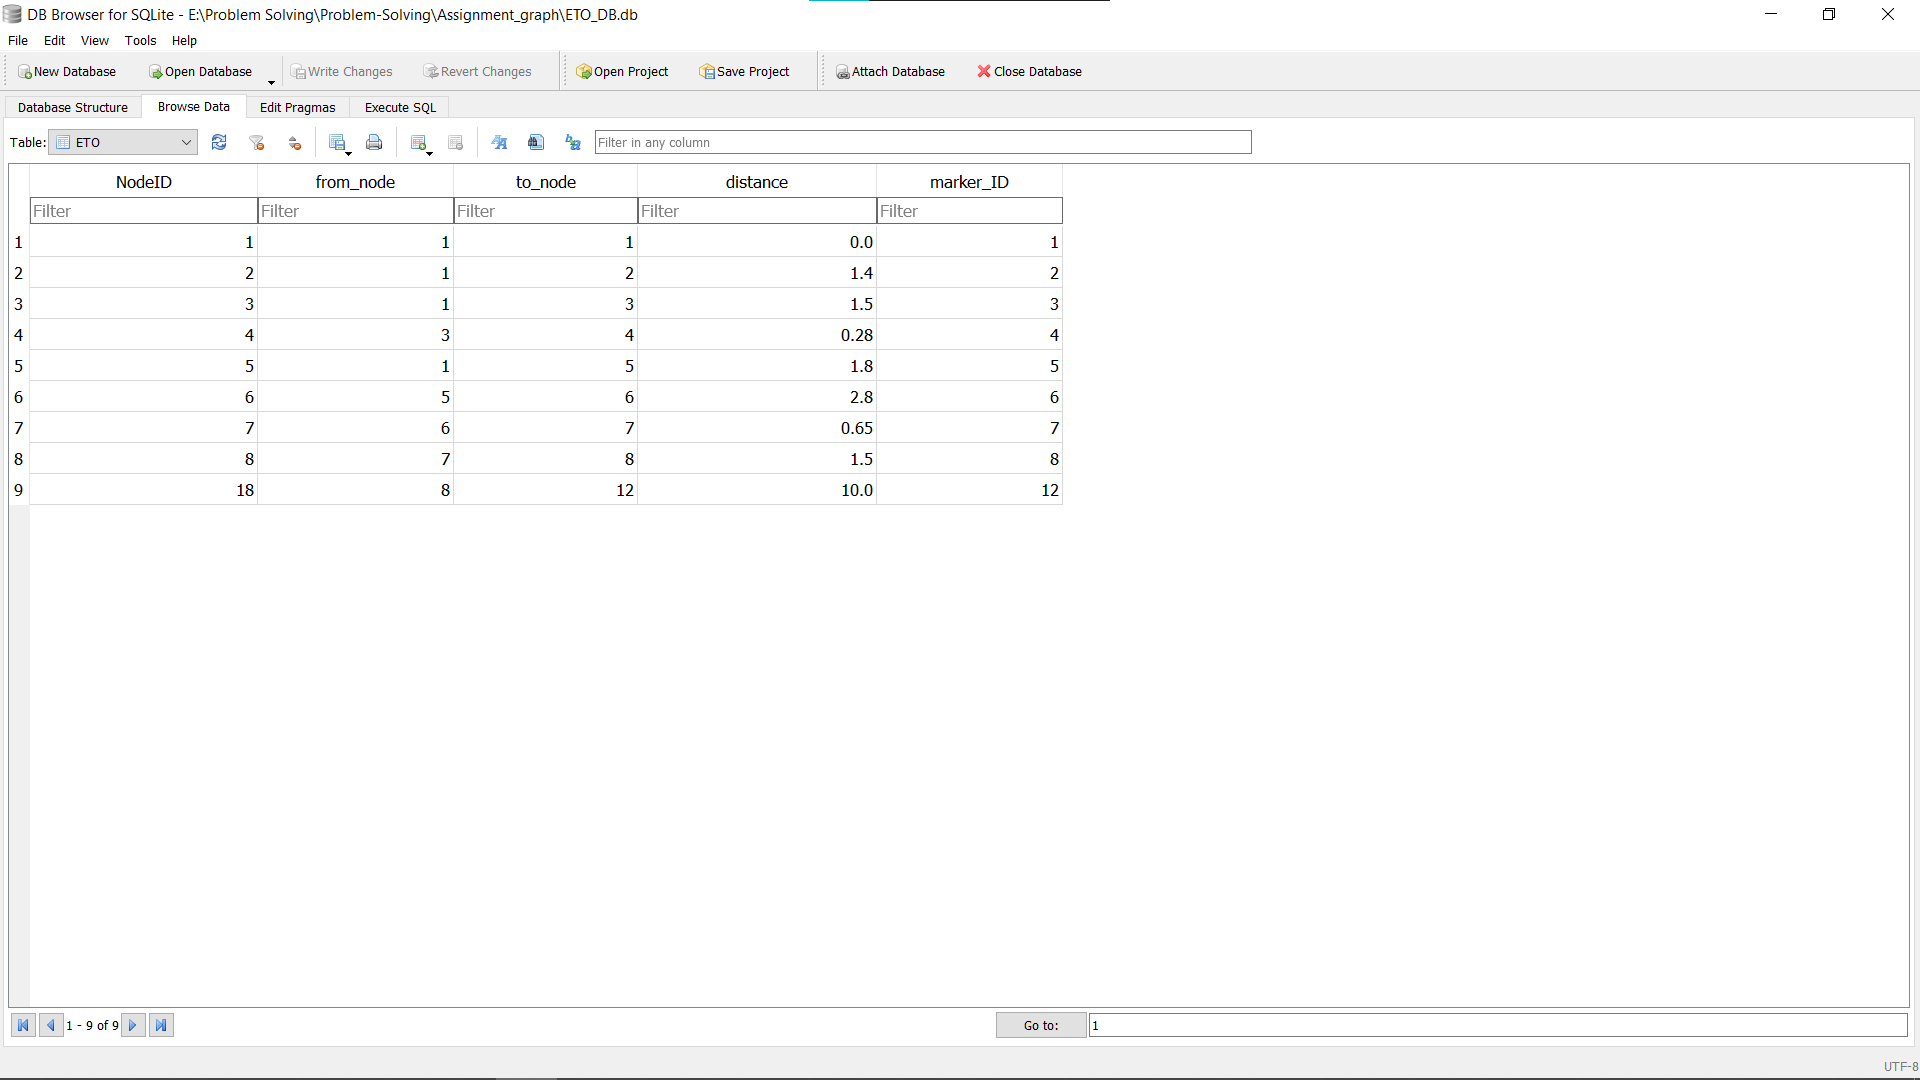 DB Browser for SQLite - E:\Problem Solving\Problem-Solving\Assignment_graph\ETO_DB.db
File Edit View Tools Help
New Database Open Database Write Changes Revert Changes Open Project Save Project Attach Database Close Database
Database Structure Browse Data Edit Pragmas Execute SQL
Table: ETO Filter in any column
NodeID from_node to_node distance marker_ID
Filter Filter Filter Filter Filter
1 1 1 1 0.0 1
2 2 1 2 1.4 2
3 3 1 3 1.5 3
4 4 3 4 0.28 4
5 5 1 5 1.8 5
6 6 5 6 2.8 6
7 7 6 7 0.65 7
8 8 7 8 1.5 8
9 18 8 12 10.0 12
1 - 9 of 9 Go to: 1
UTF-8